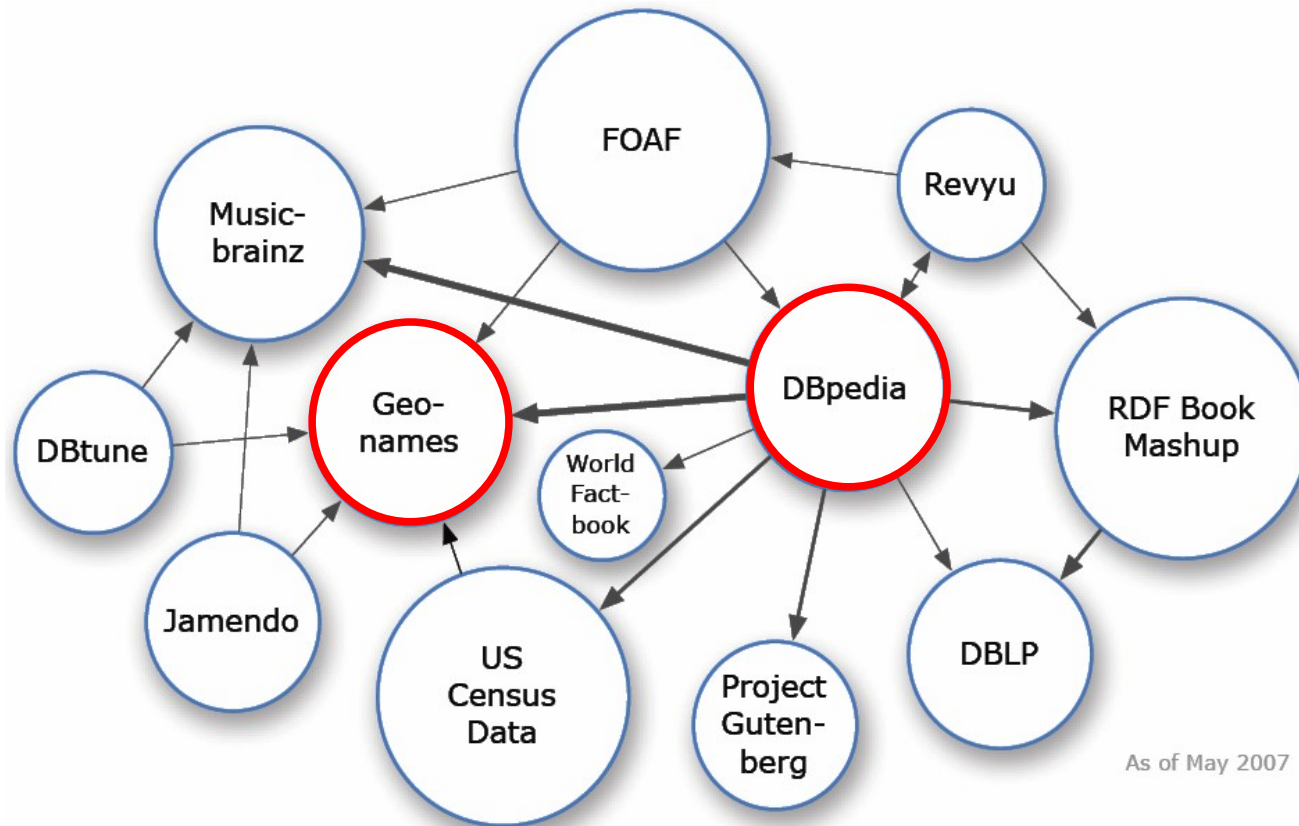 FOAF
Revyu
Music-
brainz
DBpedia
Geo-
names
RDF Book
Mashup
DBtune
World
Fact-
book
Jamendo
US
Census
Data
DBLP
Project
Guten-
berg
As of May 2007